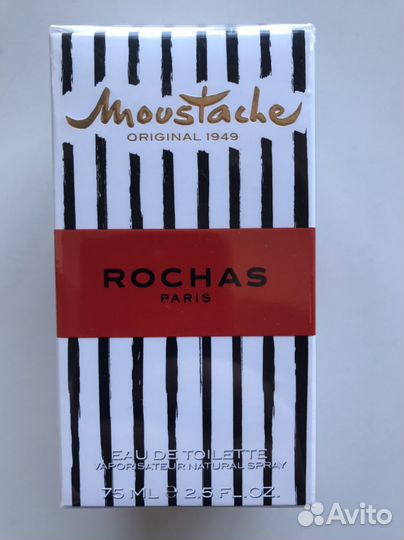 Moustache
ORIGINAL 1949
ROCHAS
PARIS
EAU DE TOILETTE
VAPORISATEUR NATURAL SPRAY
75 ML e 2.5 FL.OZ.
Avito